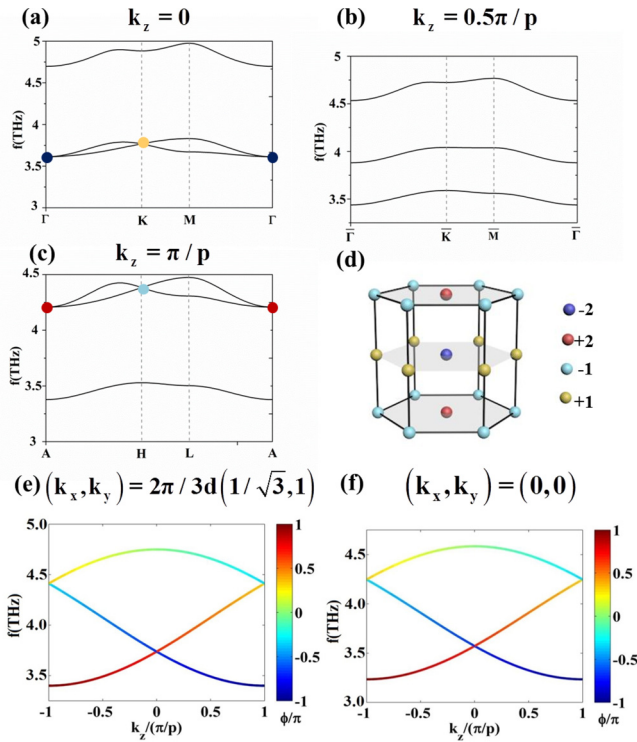 (a) k_z = 0
5
4.5
4
3.5
3
f(THz)
Γ K M Γ
(b) k_z = 0.5π/p
4.5
4
3.5
f(THz)
Γ̅ K̅ M̅ Γ̅
(c) k_z = π/p
4.5
4
3.5
3
f(THz)
A H L A
(d)
-2
+2
-1
+1
(e) (k_x, k_y) = 2π/3d(1/√3, 1)
5.0
4.5
4.0
3.5
f(THz)
-1 -0.5 0 0.5 1
k_z/(π/p)
1
0.5
0
-0.5
-1
ϕ/π
(f) (k_x, k_y) = (0,0)
4.5
4.0
3.5
3.0
f(THz)
-1 -0.5 0 0.5 1
k_z/(π/p)
1
0.5
0
-0.5
-1
ϕ/π